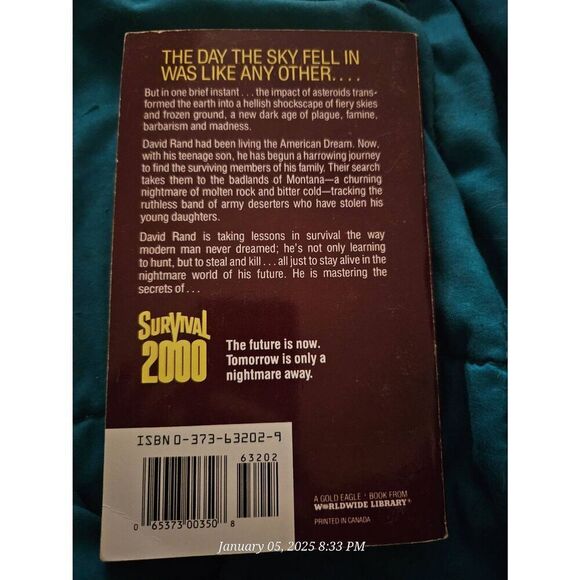 THE DAY THE SKY FELL IN
WAS LIKE ANY OTHER....
But in one brief instant... the impact of asteroids trans-
formed the earth into a hellish shockscape of fiery skies
and frozen ground, a new dark age of plague, famine,
barbarism and madness.
David Rand had been living the American Dream. Now,
with his teenage son, he has begun a harrowing journey
to find the surviving members of his family. Their search
takes them to the badlands of Montana—a churning
nightmare of molten rock and bitter cold—tracking the
ruthless band of army deserters who have stolen his
young daughters.
David Rand is taking lessons in survival the way
modern man never dreamed; he's not only learning
to hunt, but to steal and kill... all just to stay alive in the
nightmare world of his future. He is mastering the
secrets of...
SURVIVAL
2000
The future is now.
Tomorrow is only a
nightmare away.
ISBN 0-373-63202-9
63202
0 65373 00350 8
A GOLD EAGLE BOOK FROM
WORLDWIDE LIBRARY®
PRINTED IN CANADA
January 05, 2025 8:33 PM